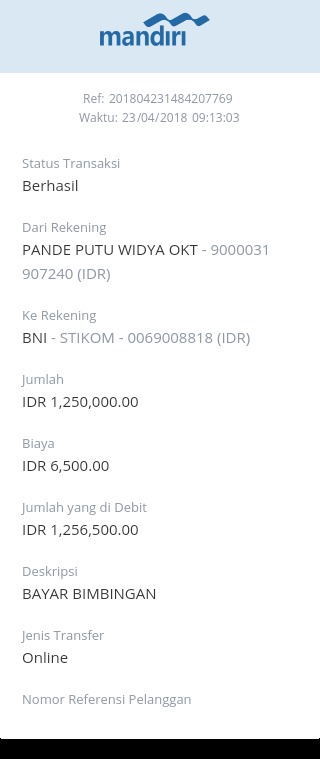 mandiri
Ref: 201804231484207769
Waktu: 23/04/2018 09:13:03
Status Transaksi
Berhasil
Dari Rekening
PANDE PUTU WIDYA OKT - 9000031
907240 (IDR)
Ke Rekening
BNI - STIKOM - 0069008818 (IDR)
Jumlah
IDR 1,250,000.00
Biaya
IDR 6,500.00
Jumlah yang di Debit
IDR 1,256,500.00
Deskripsi
BAYAR BIMBINGAN
Jenis Transfer
Online
Nomor Referensi Pelanggan